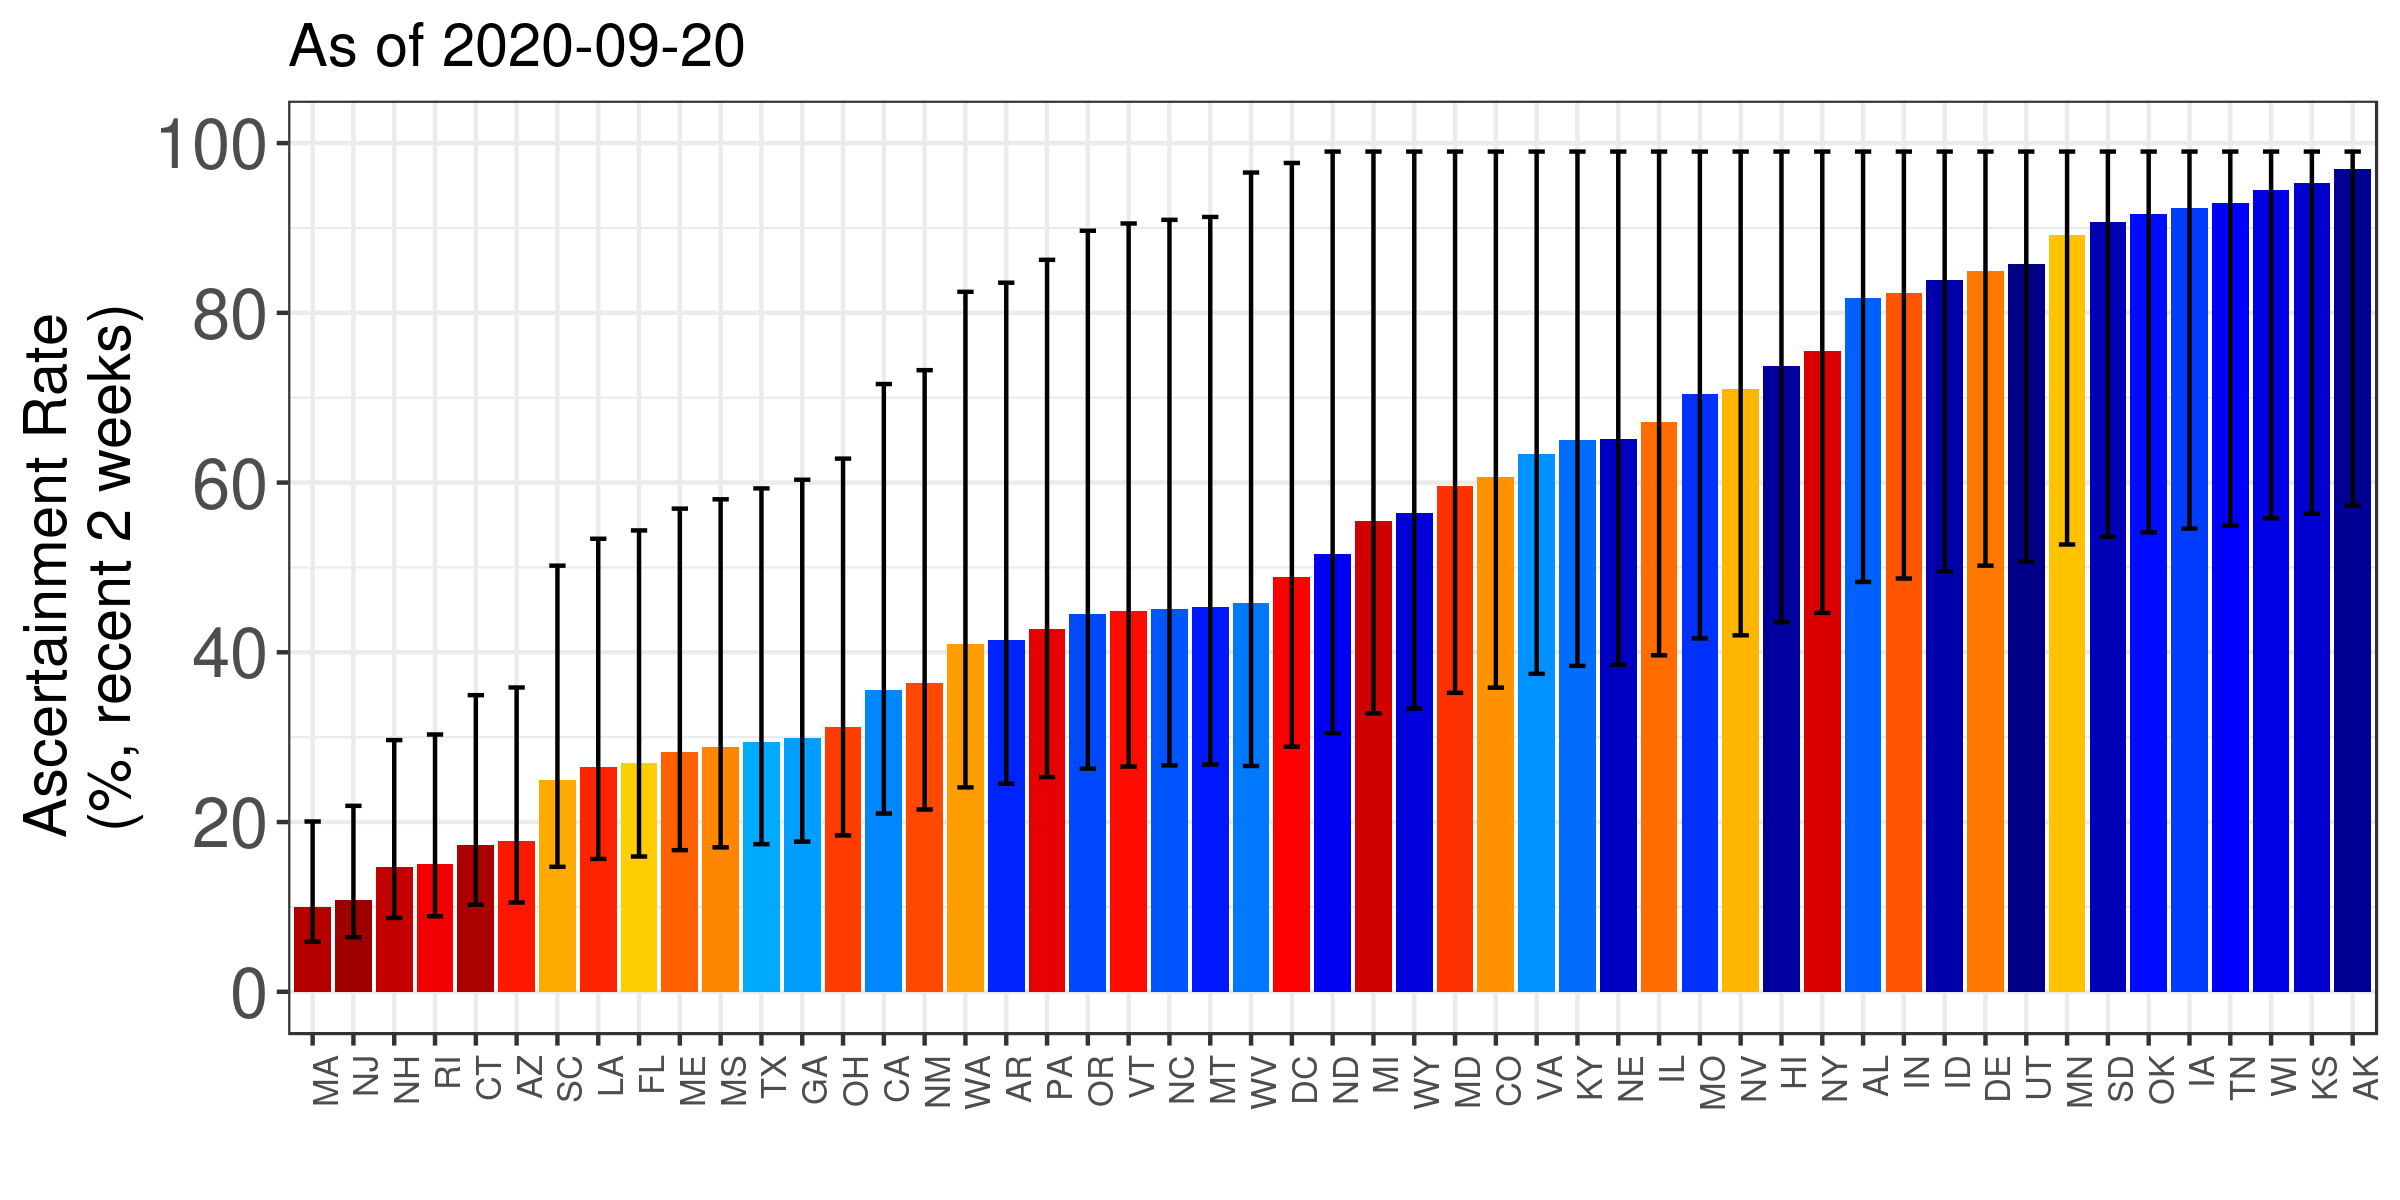 As of 2020-09-20
Ascertainment Rate
(%, recent 2 weeks)
100
80
60
40
20
0
MA NJ NH RI CT AZ SC LA FL ME MS TX GA OH CA NM WA AR PA OR VT NC MT WV DC ND MI WY MD CO VA KY NE IL MO NV HI NY AL IN ID DE UT MN SD OK IA TN WI KS AK